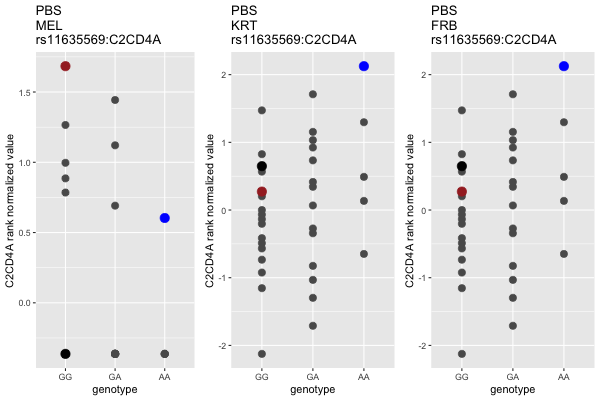 PBS
MEL
rs11635569:C2CD4A
C2CD4A rank normalized value
1.5
1.0
0.5
0.0
GG
GA
AA
genotype
PBS
KRT
rs11635569:C2CD4A
C2CD4A rank normalized value
2
1
0
-1
-2
GG
GA
AA
genotype
PBS
FRB
rs11635569:C2CD4A
C2CD4A rank normalized value
2
1
0
-1
-2
GG
GA
AA
genotype